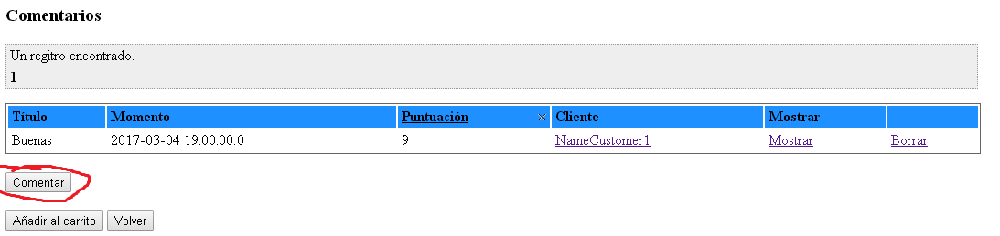 Comentarios
Un regitro encontrado.
1
Título Momento Puntuación Cliente Mostrar
Buenas 2017-03-04 19:00:00.0 9 NameCustomer1 Mostrar Borrar
Comentar
Añadir al carrito Volver